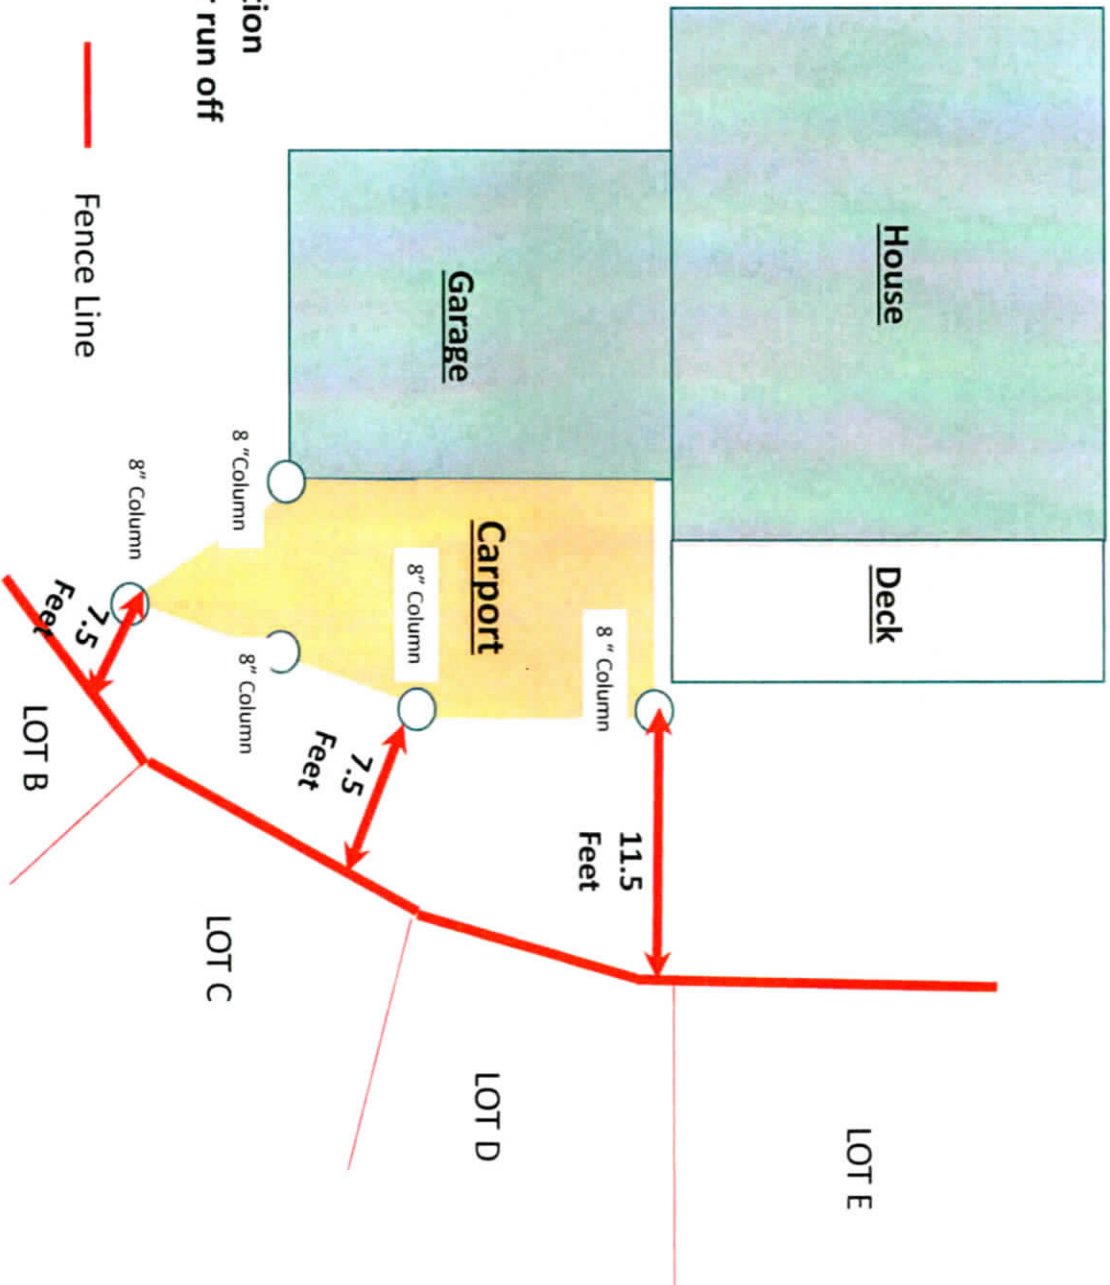 House
Deck
LOT E
11.5
Feet
8 " Column
Carport
LOT D
Garage
8" Column
7.5
Feet
tion
8 "Column
8" Column
LOT C
r run off
8" Column
7.5
Feet
Fence Line
LOT B